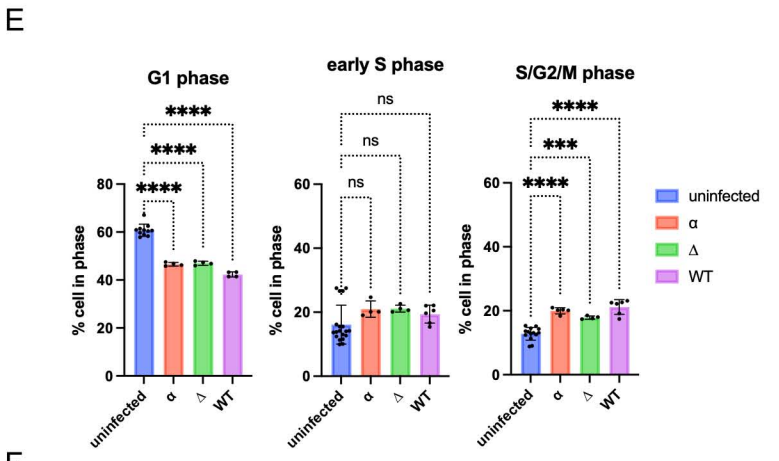 E
G1 phase
early S phase
S/G2/M phase
****
****
****
% cell in phase
80
60
40
20
0
uninfected
α
Δ
WT
ns
ns
ns
% cell in phase
60
40
20
0
uninfected
α
Δ
WT
****
***
****
% cell in phase
60
40
20
0
uninfected
α
Δ
WT
uninfected
α
Δ
WT